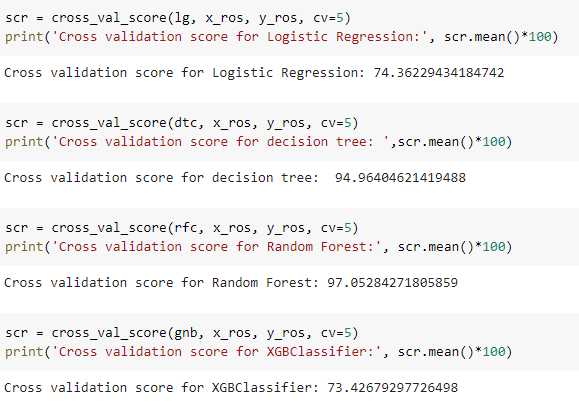 scr = cross_val_score(lg, x_ros, y_ros, cv=5)
print('Cross validation score for Logistic Regression:', scr.mean()*100)
Cross validation score for Logistic Regression: 74.36229434184742
scr = cross_val_score(dtc, x_ros, y_ros, cv=5)
print('Cross validation score for decision tree: ',scr.mean()*100)
Cross validation score for decision tree:  94.96404621419488
scr = cross_val_score(rfc, x_ros, y_ros, cv=5)
print('Cross validation score for Random Forest:', scr.mean()*100)
Cross validation score for Random Forest: 97.05284271805859
scr = cross_val_score(gnb, x_ros, y_ros, cv=5)
print('Cross validation score for XGBClassifier:', scr.mean()*100)
Cross validation score for XGBClassifier: 73.42679297726498